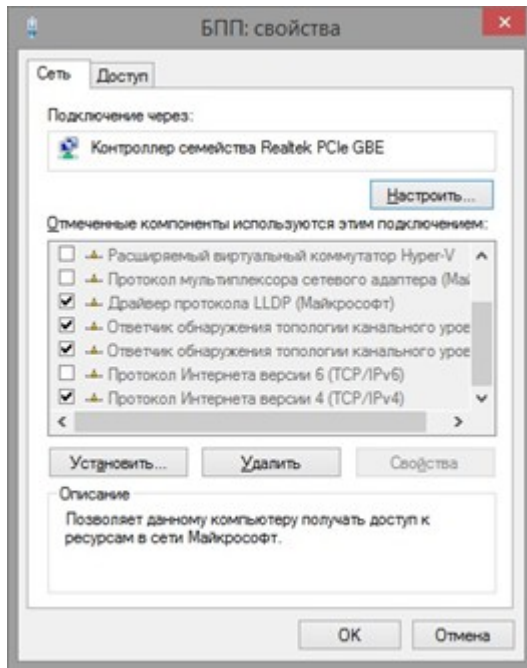 БПП: свойства
Сеть
Доступ
Подключение через:
Контроллер семейства Realtek PCIe GBE
Настроить...
Отмеченные компоненты используются этим подключением:
Расширяемый виртуальный коммутатор Hyper-V
Протокол мультиплексора сетевого адаптера (Май
Драйвер протокола LLDP (Майкрософт)
Ответчик обнаружения топологии канального уров
Ответчик обнаружения топологии канального уров
Протокол Интернета версии 6 (TCP/IPv6)
Протокол Интернета версии 4 (TCP/IPv4)
Установить...
Удалить
Свойства
Описание
Позволяет данному компьютеру получать доступ к
ресурсам в сети Майкрософт.
OK
Отмена